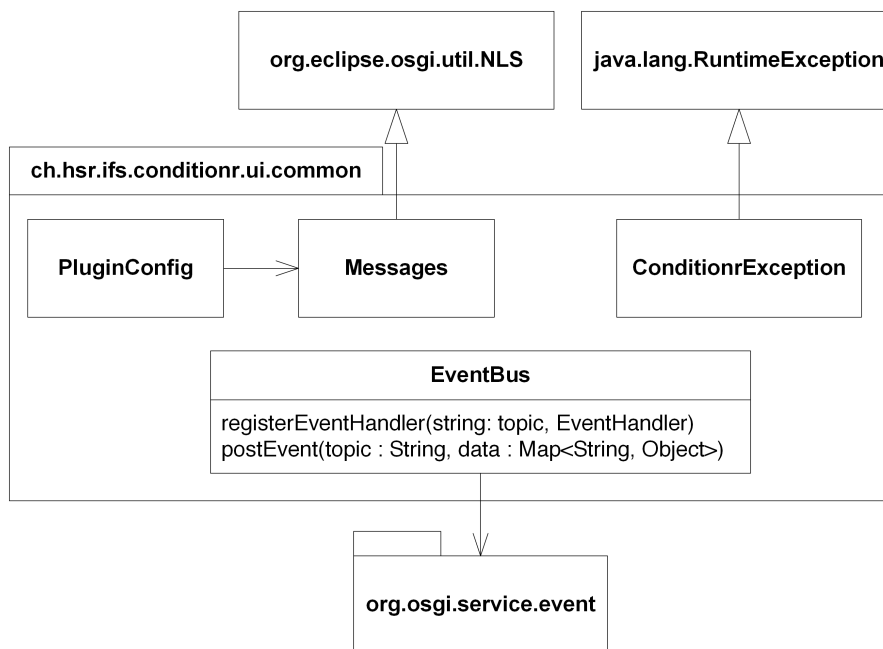 org.eclipse.osgi.util.NLS
java.lang.RuntimeException
ch.hsr.ifs.conditionr.ui.common
PluginConfig
Messages
ConditionrException
EventBus
registerEventHandler(string: topic, EventHandler)
postEvent(topic : String, data : Map<String, Object>)
org.osgi.service.event